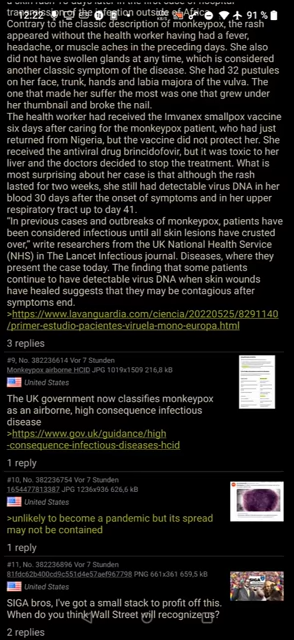 12:22
91 %
transmission of the infection outside of Africa.
Contrary to the classic description of monkeypox, the rash
appeared without the health worker having had a fever,
headache, or muscle aches in the preceding days. She also
did not have swollen glands at any time, which is considered
another classic symptom of the disease. She had 32 pustules
on her face, trunk, hands and labia majora of the vulva. The
one that made her suffer the most was one that grew under
her thumbnail and broke the nail.
The health worker had received the Imvanex smallpox vaccine
six days after caring for the monkeypox patient, who had just
returned from Nigeria, but the vaccine did not protect her. She
received the antiviral drug brincidofovir, but it was toxic to her
liver and the doctors decided to stop the treatment. What is
most surprising about her case is that although the rash
lasted for two weeks, she still had detectable virus DNA in her
blood 30 days after the onset of symptoms and in her upper
respiratory tract up to day 41.
"In previous cases and outbreaks of monkeypox, patients have
been considered infectious until all skin lesions have crusted
over," write researchers from the UK National Health Service
(NHS) in The Lancet Infectious journal. Diseases, where they
present the case today. The finding that some patients
continue to have detectable virus DNA when skin wounds
have healed suggests that they may be contagious after
symptoms end.
>https://www.lavanguardia.com/ciencia/20220525/8291140
/primer-estudio-pacientes-viruela-mono-europa.html
3 replies
#9, No. 382236614 Vor 7 Stunden
Monkeypox airborne HCID JPG 1019x1509 216,8 kB
United States
The UK government now classifies monkeypox
as an airborne, high consequence infectious
disease
>https://www.gov.uk/guidance/high
-consequence-infectious-diseases-hcid
1 reply
#10, No. 382236754 Vor 7 Stunden
1654477813387 JPG 1236x936 626,6 kB
United States
>unlikely to become a pandemic but its spread
may not be contained
1 reply
#11, No. 382236896 Vor 7 Stunden
81fdc62b400cd9c551d4e57aef967798 PNG 661x361 659,5 kB
United States
SIGA bros, I've got a small stack to profit off this.
When do you think Wall Street will recognizens?
2 replies
SIGA